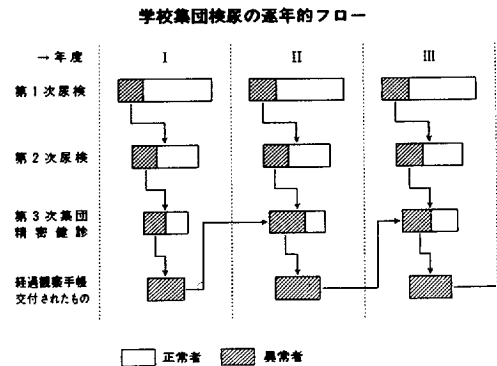 学校集団検尿の逐年的フロー
→年度 I II III
第1次尿検
第2次尿検
第3次集団
精密健診
経過観察手帳
交付されたもの
正常者 異常者